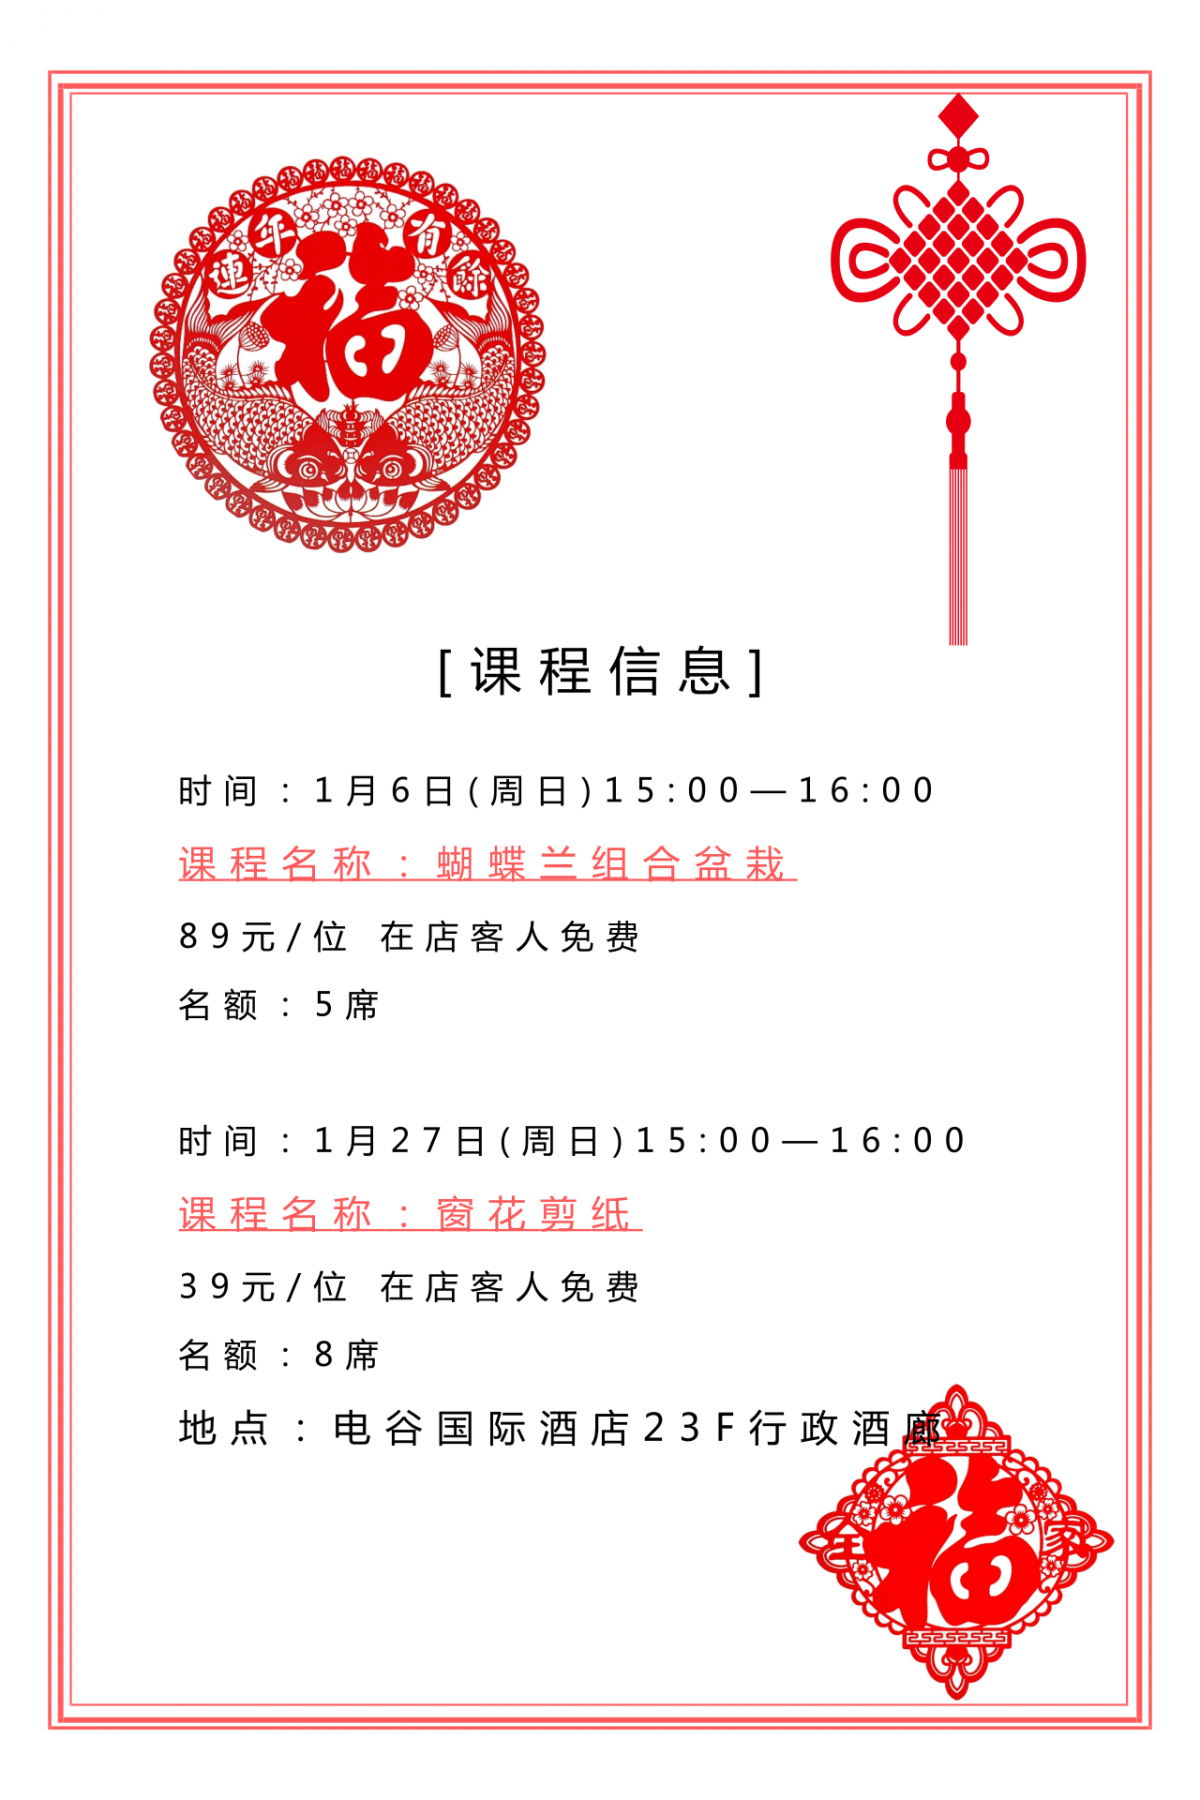 連年有餘
福
[课程信息]
时间：1月6日(周日)15:00—16:00
课程名称：蝴蝶兰组合盆栽
89元/位 在店客人免费
名额：5席
时间：1月27日(周日)15:00—16:00
课程名称：窗花剪纸
39元/位 在店客人免费
名额：8席
地点：电谷国际酒店23F行政酒廊
全家
福